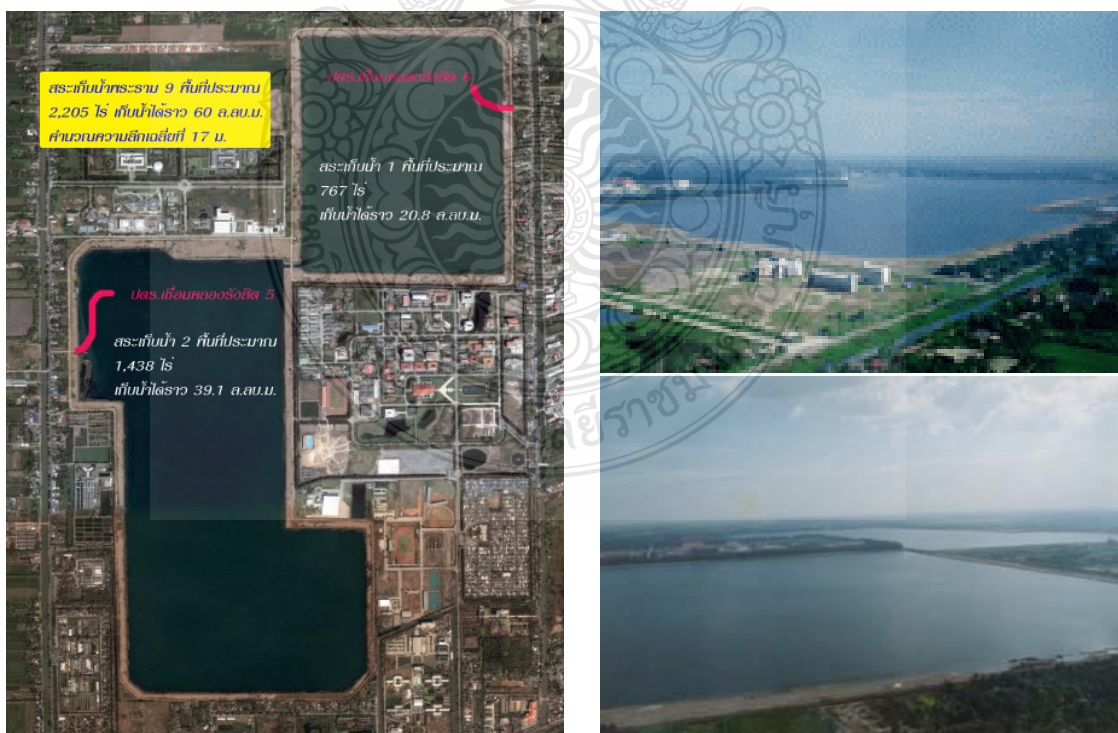 สระเก็บน้ำพระราม 9 พื้นที่ประมาณ
2,205 ไร่ เก็บน้ำได้ราว 60 ล.ลบ.ม.
คำนวณความลึกเฉลี่ยที่ 17 ม.
ปตร.เชื่อมคลองรังสิต 6
สระเก็บน้ำ 1 พื้นที่ประมาณ
767 ไร่
เก็บน้ำได้ราว 20.8 ล.ลบ.ม.
ปตร.เชื่อมคลองรังสิต 5
สระเก็บน้ำ 2 พื้นที่ประมาณ
1,438 ไร่
เก็บน้ำได้ราว 39.1 ล.ลบ.ม.